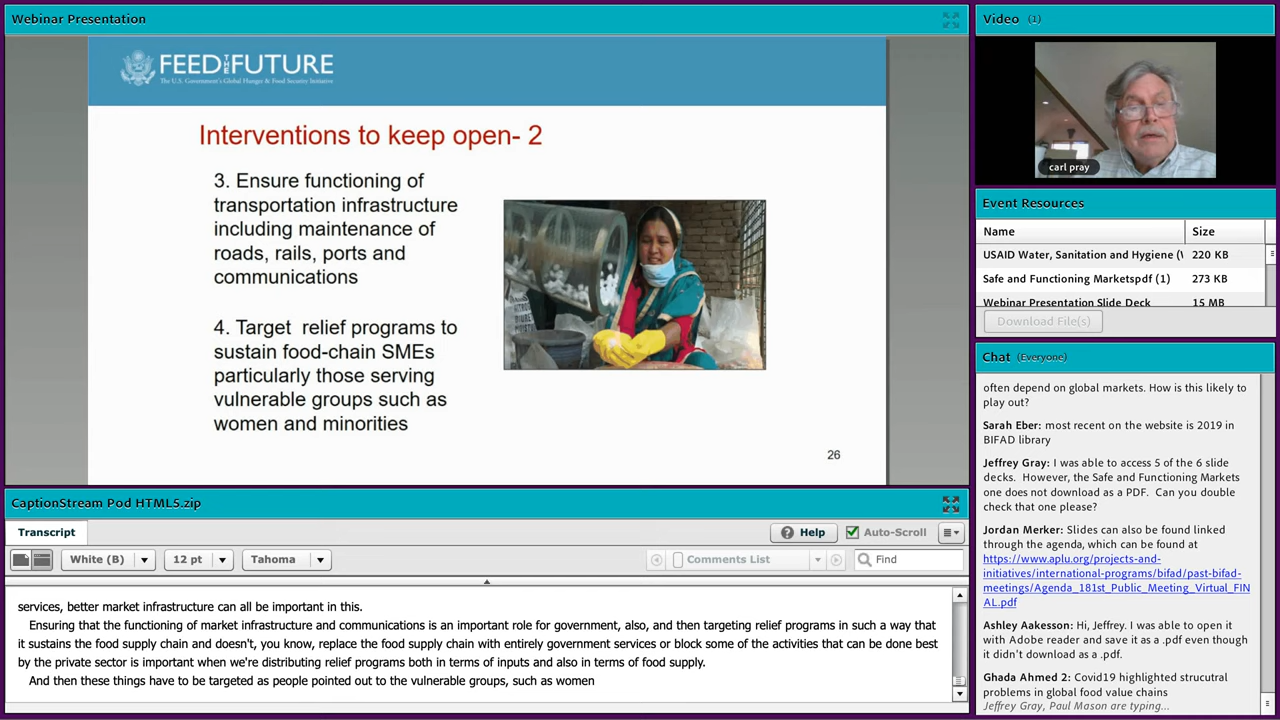 Webinar Presentation
FEED THE FUTURE
The U.S. Government's Global Hunger & Food Security Initiative
Interventions to keep open- 2
3. Ensure functioning of
transportation infrastructure
including maintenance of
roads, rails, ports and
communications
4. Target relief programs to
sustain food-chain SMEs
particularly those serving
vulnerable groups such as
women and minorities
26
CaptionStream Pod HTML5.zip
Transcript
Help
Auto-Scroll
White (B)
12 pt
Tahoma
Comments List
Find
services, better market infrastructure can all be important in this.
Ensuring that the functioning of market infrastructure and communications is an important role for government, also, and then targeting relief programs in such a way that
it sustains the food supply chain and doesn't, you know, replace the food supply chain with entirely government services or block some of the activities that can be done best
by the private sector is important when we're distributing relief programs both in terms of inputs and also in terms of food supply.
And then these things have to be targeted as people pointed out to the vulnerable groups, such as women
Video (1)
carl pray
Event Resources
Name Size
USAID Water, Sanitation and Hygiene (V 220 KB
Safe and Functioning Marketspdf (1) 273 KB
Webinar Presentation Slide Deck 15 MB
Download File(s)
Chat (Everyone)
often depend on global markets. How is this likely to
play out?
Sarah Eber: most recent on the website is 2019 in
BIFAD library
Jeffrey Gray: I was able to access 5 of the 6 slide
decks. However, the Safe and Functioning Markets
one does not download as a PDF. Can you double
check that one please?
Jordan Merker: Slides can also be found linked
through the agenda, which can be found at
https://www.aplu.org/projects-and-
initiatives/international-programs/bifad/past-bifad-
meetings/Agenda_181st_Public_Meeting_Virtual_FIN
AL.pdf
Ashley Aakesson: Hi, Jeffrey. I was able to open it
with Adobe reader and save it as a .pdf even though
it didn't download as a .pdf.
Ghada Ahmed 2: Covid19 highlighted strucutral
problems in global food value chains
Jeffrey Gray, Paul Mason are typing...